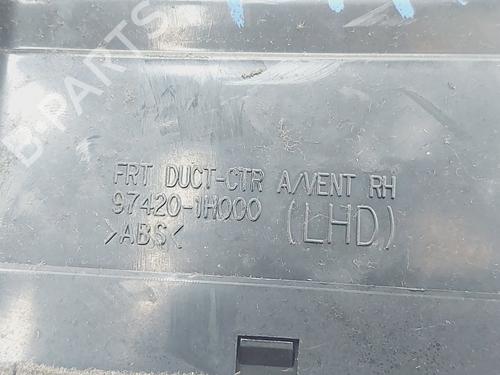 FRT DUCT-CTR A/VENT RH
97420-1H000 (LHD)
>ABS<
B-PARTS